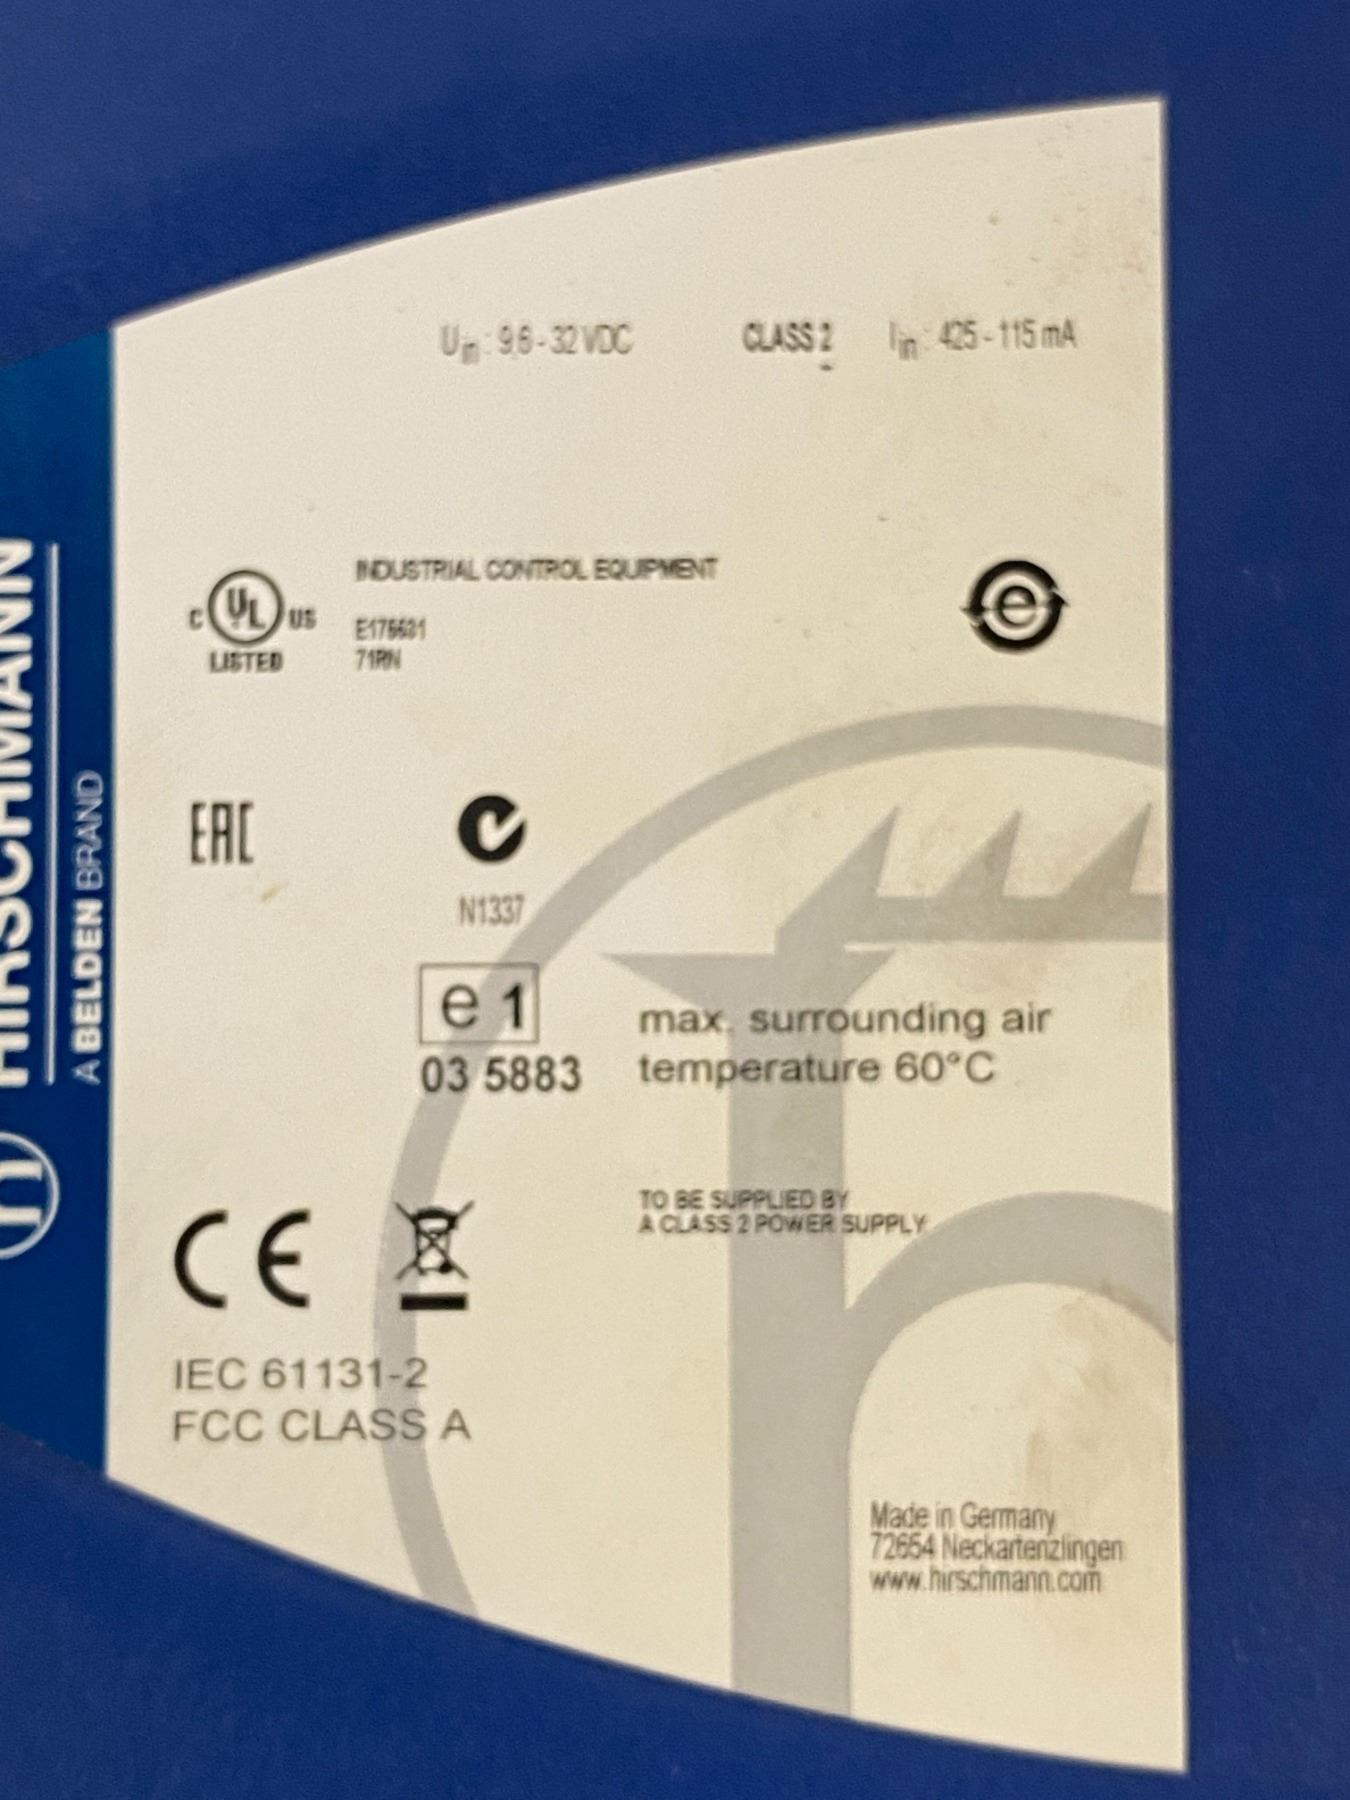 HIRSCHMANN
A BELDEN BRAND
Uin : 9.6 - 32 VDC CLASS 2 Iin : 425 - 115 mA
C UL US
LISTED
INDUSTRIAL CONTROL EQUIPMENT
E175531
71RN
e
EAC
N1337
e 1
03 5883
max. surrounding air
temperature 60°C
TO BE SUPPLIED BY
A CLASS 2 POWER SUPPLY
CE
IEC 61131-2
FCC CLASS A
Made in Germany
72654 Neckartenzlingen
www.hirschmann.com